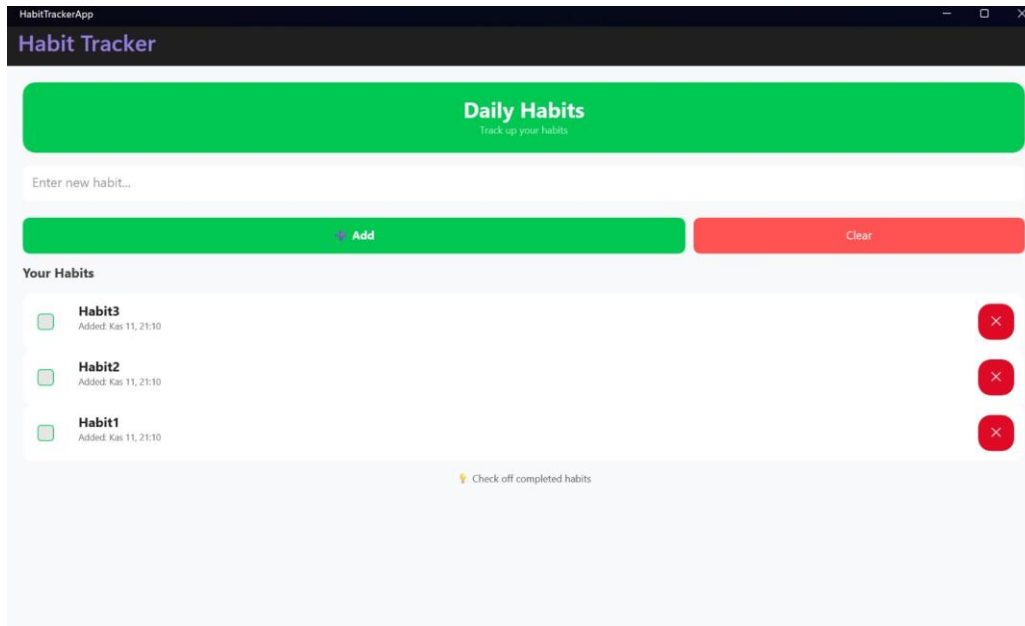 HabitTrackerApp
Habit Tracker
Daily Habits
Track up your habits
Enter new habit...
➕ Add
Clear
Your Habits
Habit3
Added: Kas 11, 21:10
Habit2
Added: Kas 11, 21:10
Habit1
Added: Kas 11, 21:10
💡 Check off completed habits